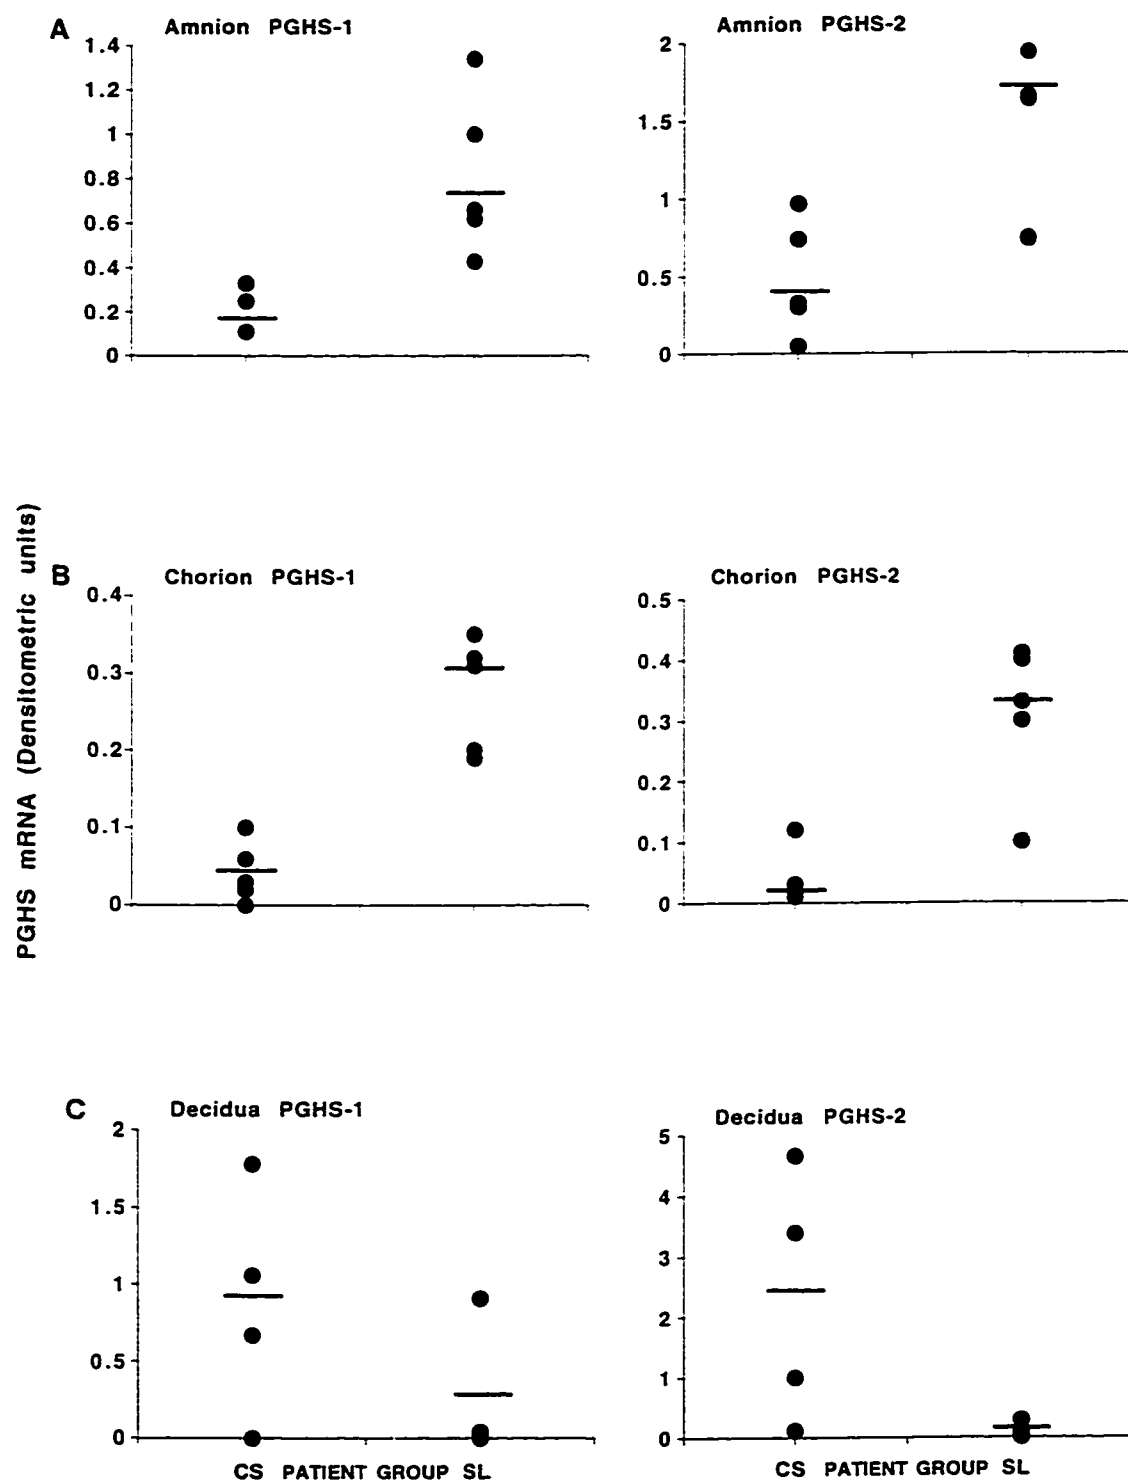 A
Amnion PGHS-1
1.4
1.2
1
0.8
0.6
0.4
0.2
0
Amnion PGHS-2
2
1.5
1
0.5
0
PGHS mRNA (Densitometric units)
B
Chorion PGHS-1
0.4
0.3
0.2
0.1
0
Chorion PGHS-2
0.5
0.4
0.3
0.2
0.1
0
C
Decidua PGHS-1
2
1.5
1
0.5
0
CS PATIENT GROUP SL
Decidua PGHS-2
5
4
3
2
1
0
CS PATIENT GROUP SL